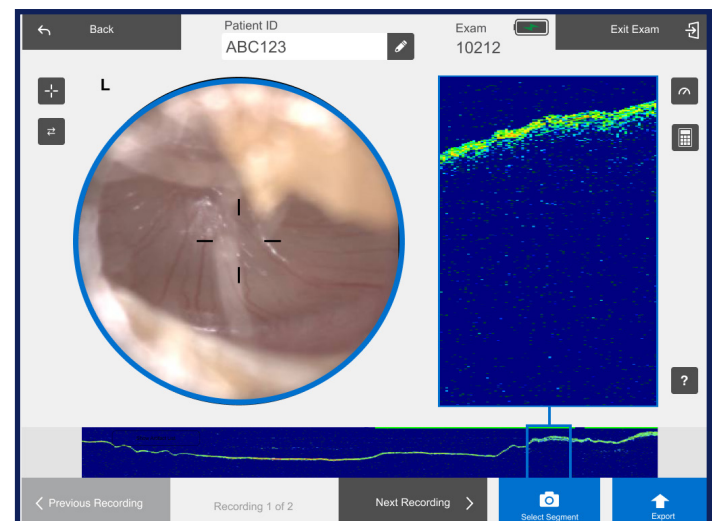 Back
Patient ID
ABC123
Exam
10212
Exit Exam
L
?
Previous Recording
Recording 1 of 2
Next Recording
Select Segment
Export